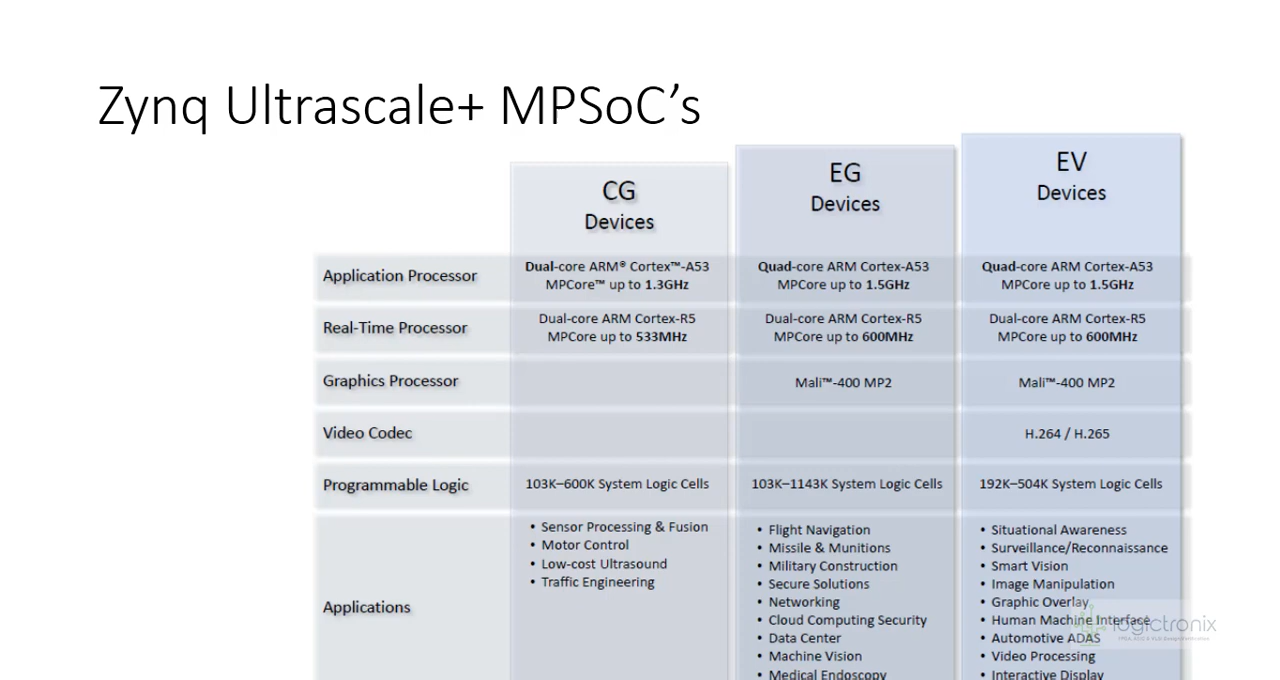 Zynq Ultrascale+ MPSoC's
CG
Devices
EG
Devices
EV
Devices
Application Processor
Dual-core ARM® Cortex™-A53
MPCore™ up to 1.3GHz
Quad-core ARM Cortex-A53
MPCore up to 1.5GHz
Quad-core ARM Cortex-A53
MPCore up to 1.5GHz
Real-Time Processor
Dual-core ARM Cortex-R5
MPCore up to 533MHz
Dual-core ARM Cortex-R5
MPCore up to 600MHz
Dual-core ARM Cortex-R5
MPCore up to 600MHz
Graphics Processor
Mali™-400 MP2
Mali™-400 MP2
Video Codec
H.264 / H.265
Programmable Logic
103K–600K System Logic Cells
103K–1143K System Logic Cells
192K–504K System Logic Cells
Applications
• Sensor Processing & Fusion
• Motor Control
• Low-cost Ultrasound
• Traffic Engineering
• Flight Navigation
• Missile & Munitions
• Military Construction
• Secure Solutions
• Networking
• Cloud Computing Security
• Data Center
• Machine Vision
• Medical Endoscopy
• Situational Awareness
• Surveillance/Reconnaissance
• Smart Vision
• Image Manipulation
• Graphic Overlay
• Human Machine Interface
• Automotive ADAS
• Video Processing
• Interactive Display
logictronix